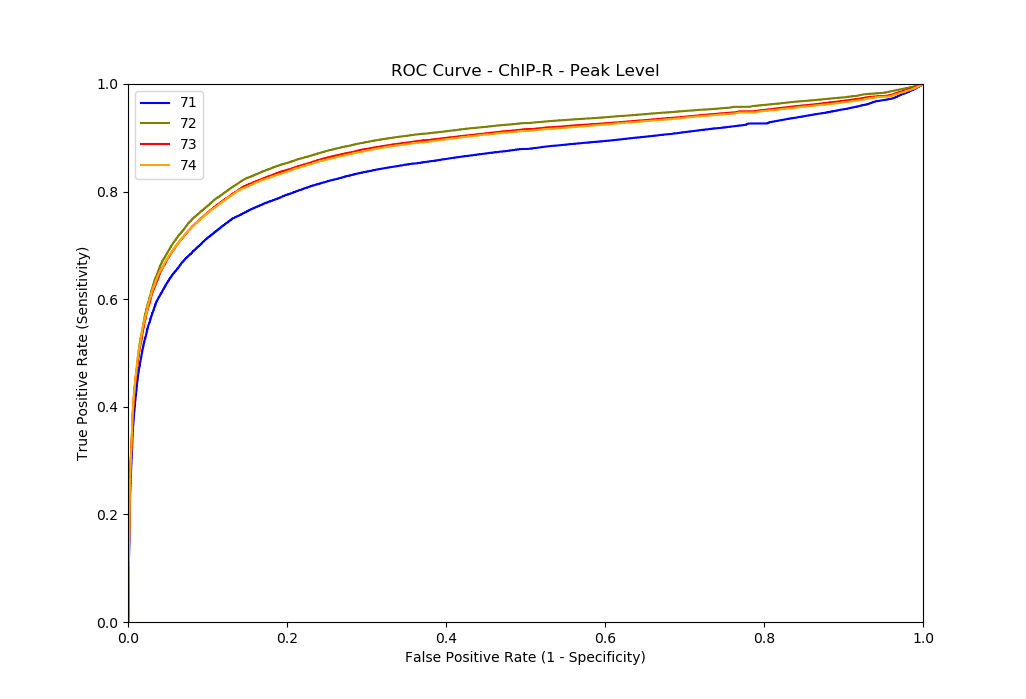 ROC Curve - ChIP-R - Peak Level
71
72
73
74
1.0
0.8
0.6
0.4
0.2
0.0
True Positive Rate (Sensitivity)
0.0 0.2 0.4 0.6 0.8 1.0
False Positive Rate (1 - Specificity)